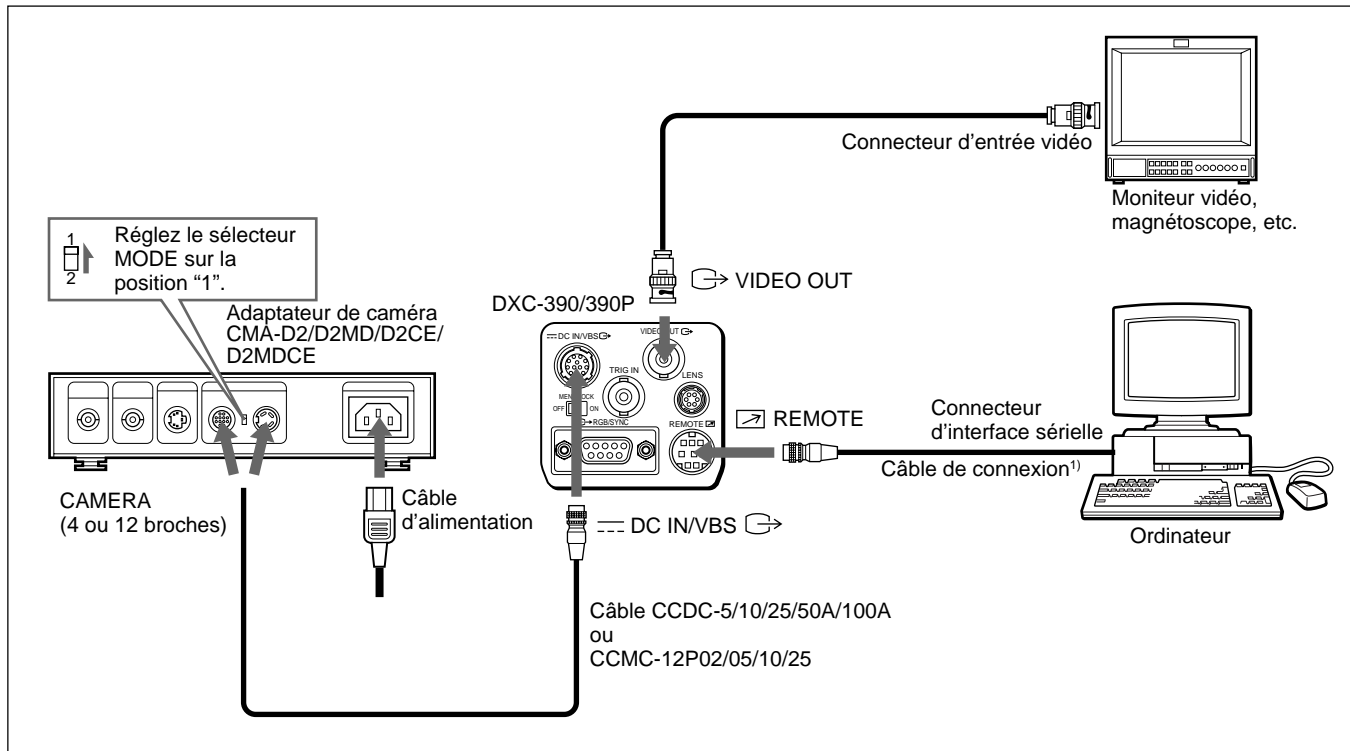 Connecteur d'entrée vidéo
Moniteur vidéo,
magnétoscope, etc.
1
2
Réglez le sélecteur
MODE sur la
position “1”.
VIDEO OUT
DXC-390/390P
Adaptateur de caméra
CMA-D2/D2MD/D2CE/
D2MDCE
DC IN/VBS
VIDEO OUT
TRIG IN
LENS
MENU LOCK
OFF
ON
RGB/SYNC
REMOTE
REMOTE
Connecteur
d'interface sérielle
Câble de connexion1)
Ordinateur
CAMERA
(4 ou 12 broches)
Câble
d'alimentation
DC IN/VBS
Câble CCDC-5/10/25/50A/100A
ou
CCMC-12P02/05/10/25